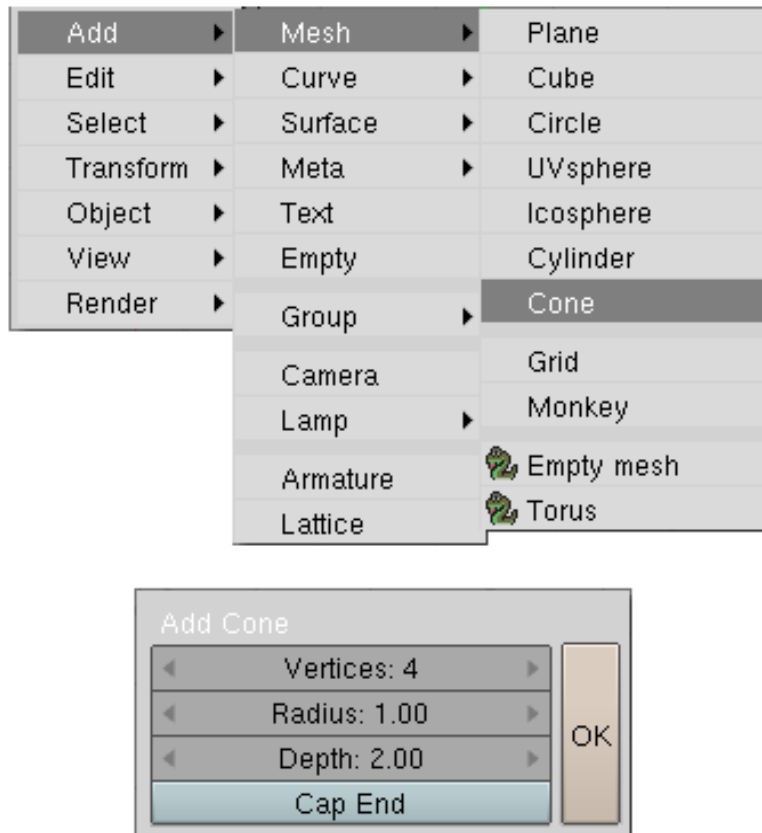 Add
Edit
Select
Transform
Object
View
Render
Mesh
Curve
Surface
Meta
Text
Empty
Group
Camera
Lamp
Armature
Lattice
Plane
Cube
Circle
UVsphere
Icosphere
Cylinder
Cone
Grid
Monkey
Empty mesh
Torus
Add Cone
Vertices: 4
Radius: 1.00
Depth: 2.00
Cap End
OK